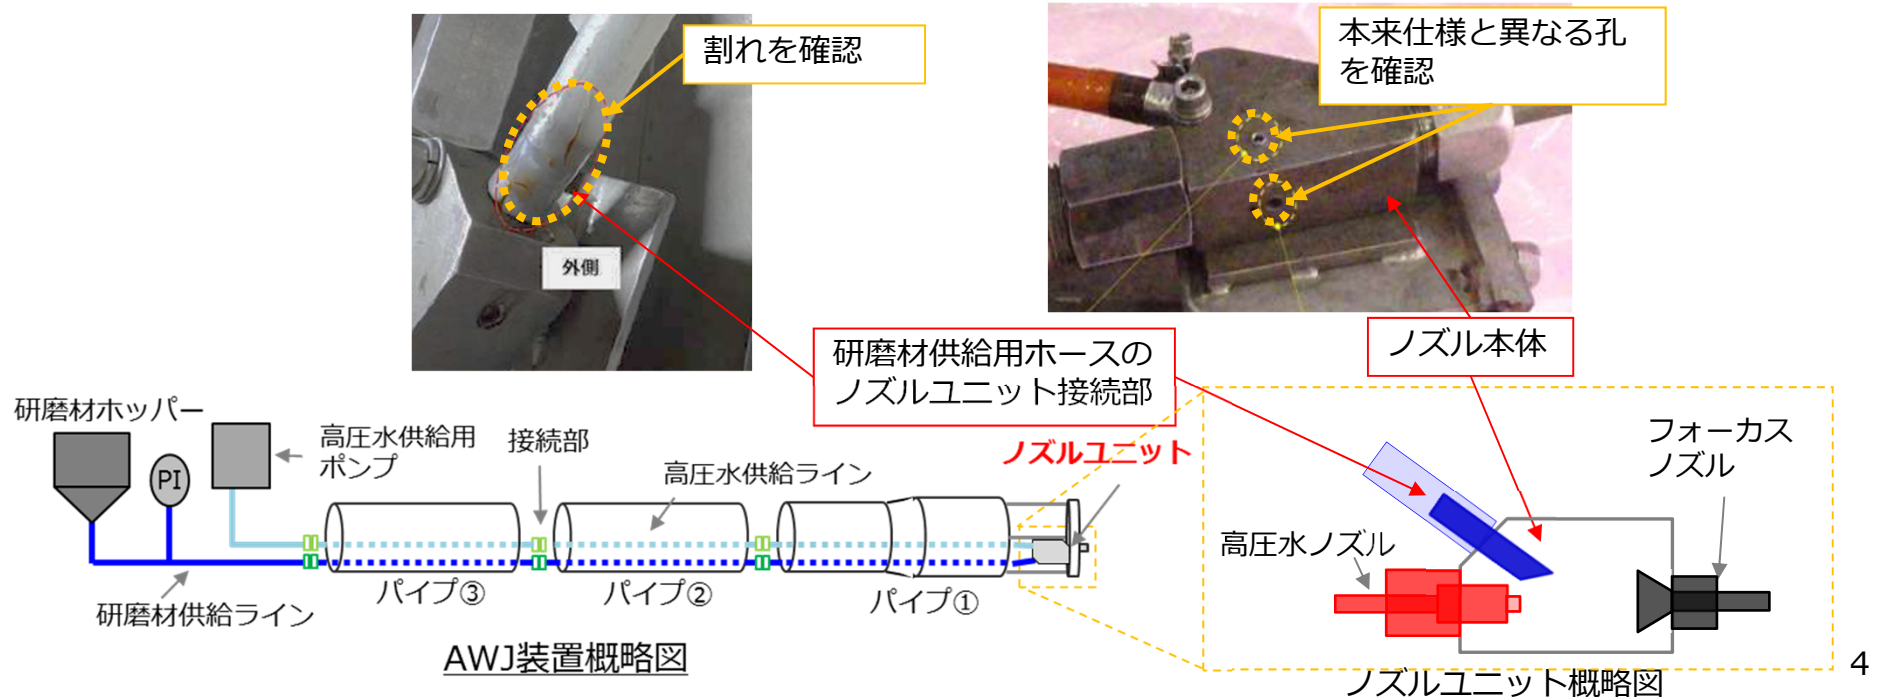 割れを確認
本来仕様と異なる孔
を確認
外側
研磨材供給用ホースの
ノズルユニット接続部
ノズル本体
研磨材ホッパー
PI
高圧水供給用
ポンプ
接続部
高圧水供給ライン
ノズルユニット
フォーカス
ノズル
高圧水ノズル
パイプ③
パイプ②
パイプ①
研磨材供給ライン
AWJ装置概略図
ノズルユニット概略図
4